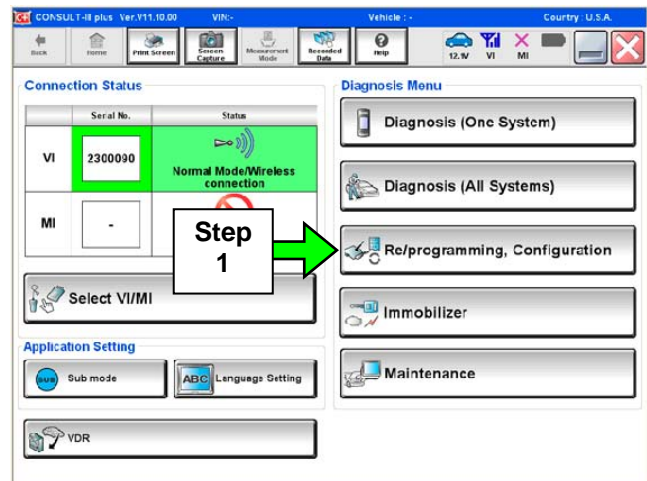 CONSULT-III plus Ver.V11.10.00 VIN:- Vehicle : - Country : U.S.A.
Back
Home
Print Screen
Screen Capture
Measurement Mode
Recorded Data
Help
12.1V
VI
MI
Connection Status
Serial No. Status
VI 2300090 Normal Mode/Wireless
connection
MI -
Step
1
Select VI/MI
Application Setting
SUB Sub mode
ABC Language Setting
VDR
Diagnosis Menu
Diagnosis (One System)
Diagnosis (All Systems)
Re/programming, Configuration
Immobilizer
Maintenance